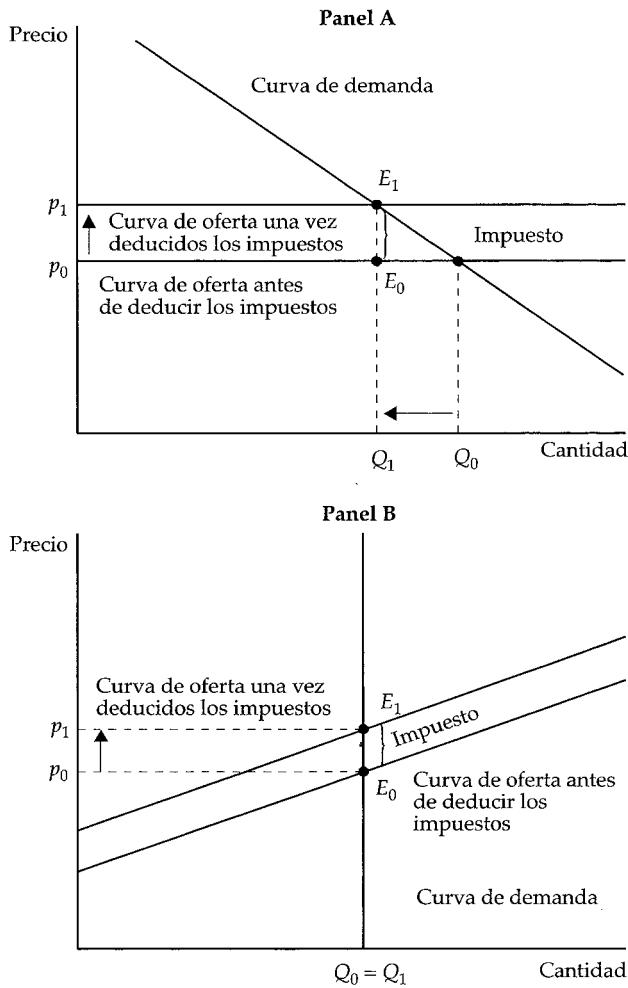 Panel A
Precio
Curva de demanda
E₁
p₁
Curva de oferta una vez
deducidos los impuestos
Impuesto
p₀
E₀
Curva de oferta antes
de deducir los impuestos
Q₁
Q₀
Cantidad
Panel B
Precio
Curva de oferta una vez
deducidos los impuestos
E₁
Impuesto
p₁
p₀
E₀
Curva de oferta antes
de deducir los
impuestos
Curva de demanda
Q₀ = Q₁
Cantidad